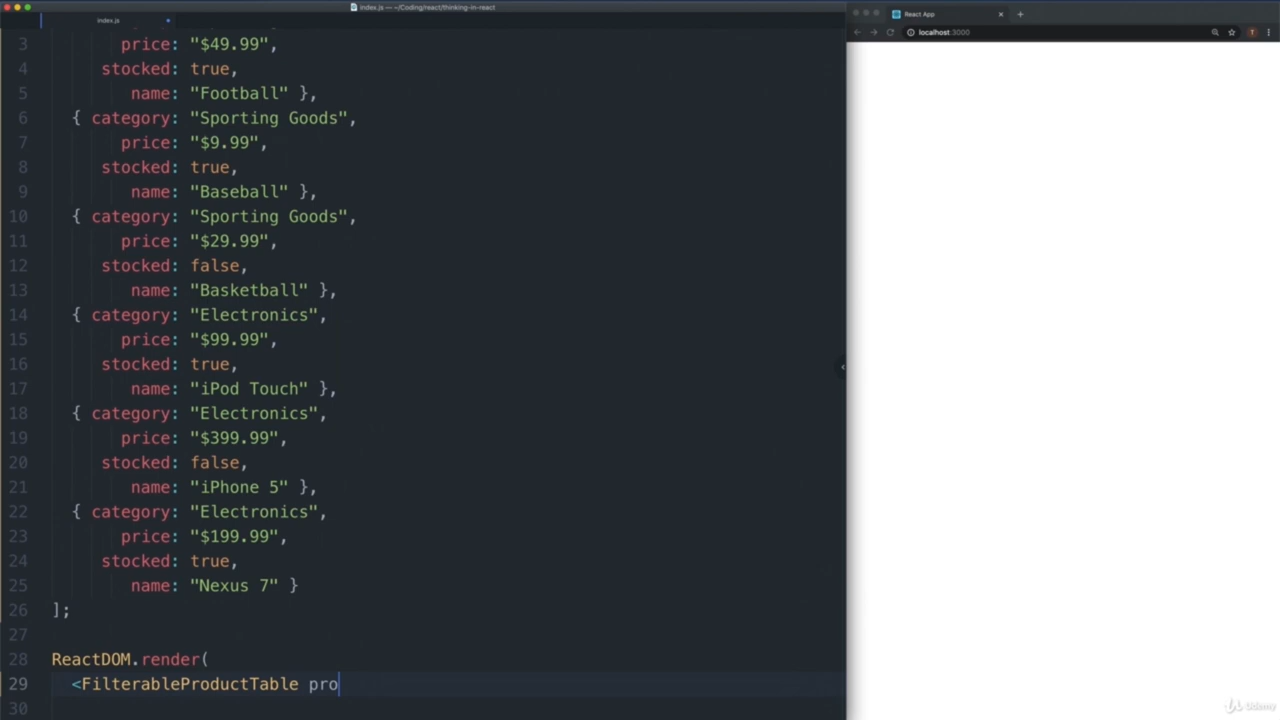 index.js — ~/Coding/react/thinking-in-react
index.js
React App
localhost:3000
T
3 price: "$49.99",
4 stocked: true,
5 name: "Football" },
6 { category: "Sporting Goods",
7 price: "$9.99",
8 stocked: true,
9 name: "Baseball" },
10 { category: "Sporting Goods",
11 price: "$29.99",
12 stocked: false,
13 name: "Basketball" },
14 { category: "Electronics",
15 price: "$99.99",
16 stocked: true,
17 name: "iPod Touch" },
18 { category: "Electronics",
19 price: "$399.99",
20 stocked: false,
21 name: "iPhone 5" },
22 { category: "Electronics",
23 price: "$199.99",
24 stocked: true,
25 name: "Nexus 7" }
26 ];
27
28 ReactDOM.render(
29 <FilterableProductTable pro
30
Udemy